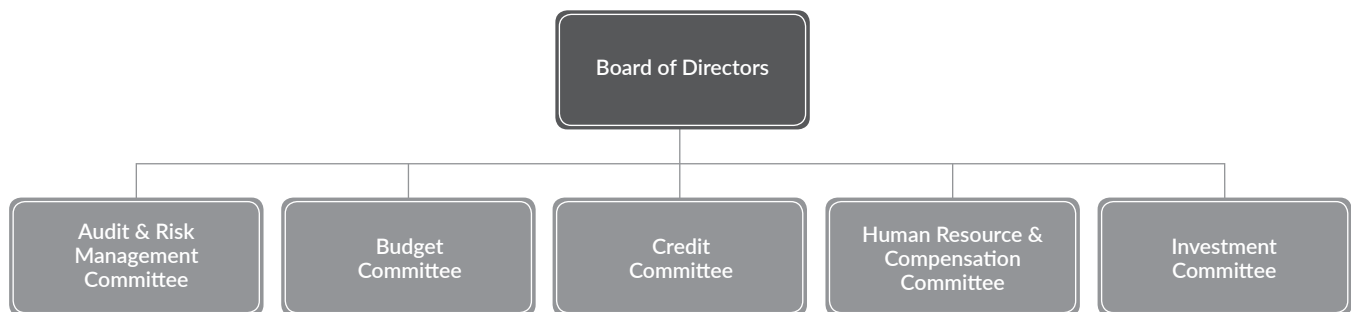 Board of Directors
Audit & Risk
Management
Committee
Budget
Committee
Credit
Committee
Human Resource &
Compensation
Committee
Investment
Committee